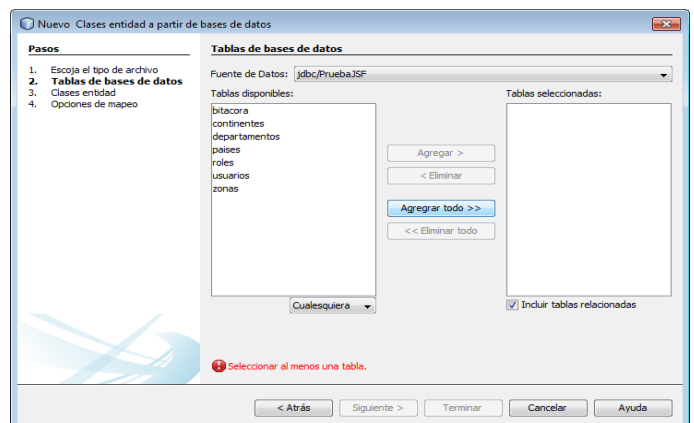 Nuevo Clases entidad a partir de bases de datos
Pasos
1. Escoja el tipo de archivo
2. Tablas de bases de datos
3. Clases entidad
4. Opciones de mapeo
Tablas de bases de datos
Fuente de Datos: jdbc/PruebaJSF
Tablas disponibles:
bitacora
continentes
departamentos
paises
roles
usuarios
zonas
Cualesquiera
Agregar >
< Eliminar
Agregrar todo >>
<< Eliminar todo
Tablas seleccionadas:
Incluir tablas relacionadas
Seleccionar al menos una tabla.
< Atrás
Siguiente >
Terminar
Cancelar
Ayuda